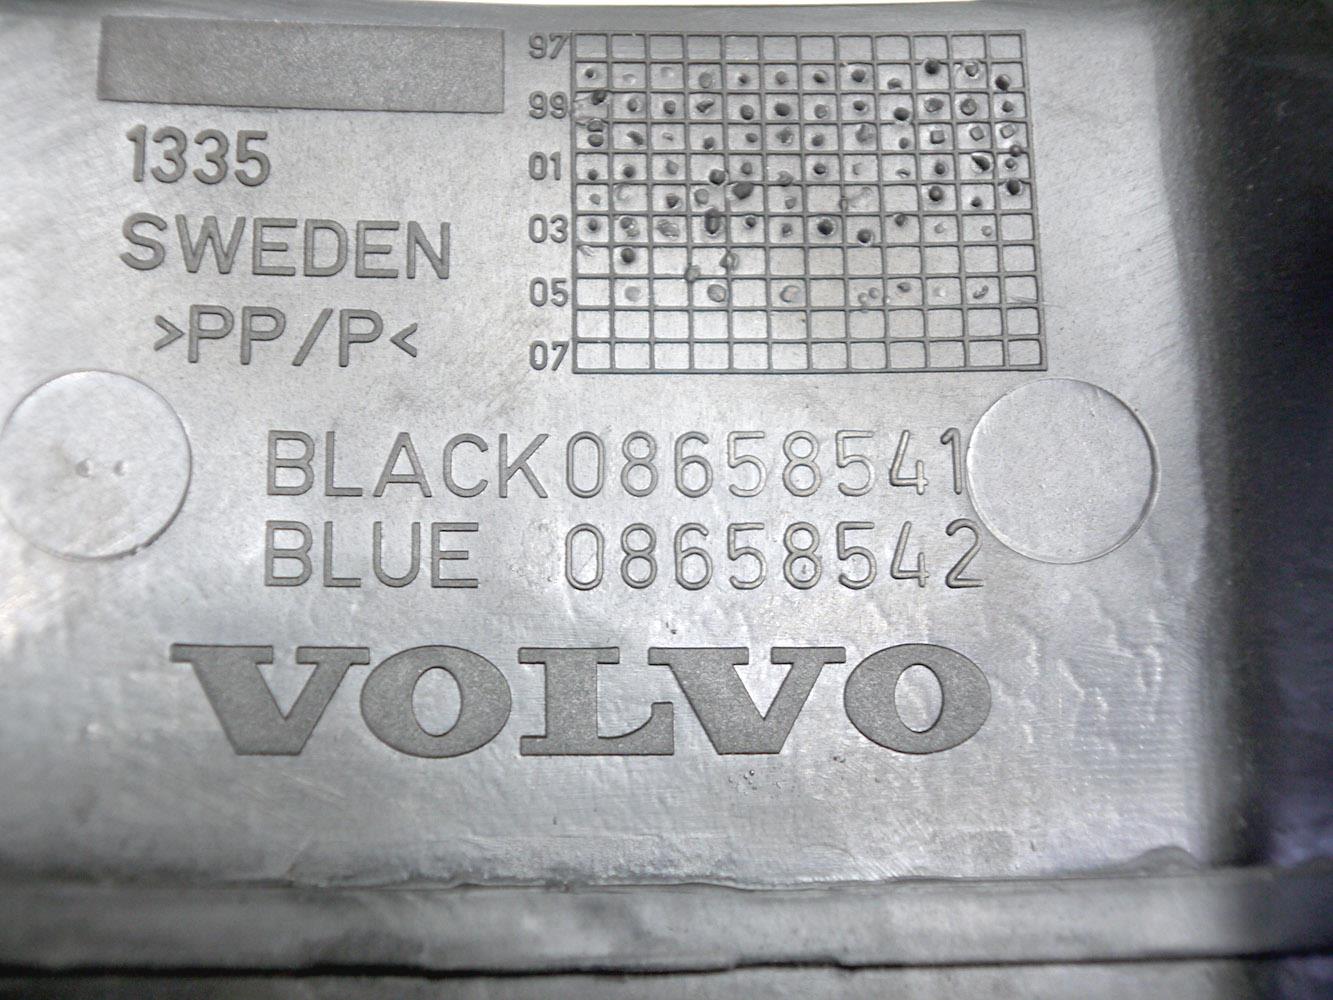 97
99
01
03
05
07
1335
SWEDEN
>PP/P<
BLACK08658541
BLUE 08658542
VOLVO